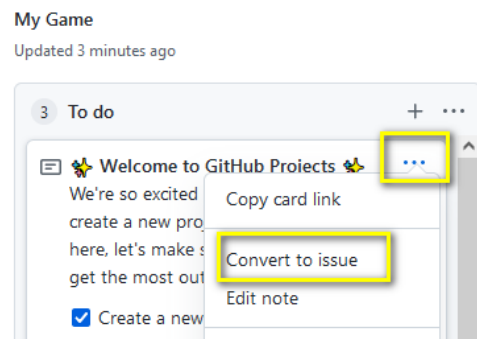 My Game
Updated 3 minutes ago
3 To do
✨ Welcome to GitHub Projects ✨
We're so excited
create a new
here, let's make
get the most out
Copy card link
Convert to issue
Edit note
Create a new